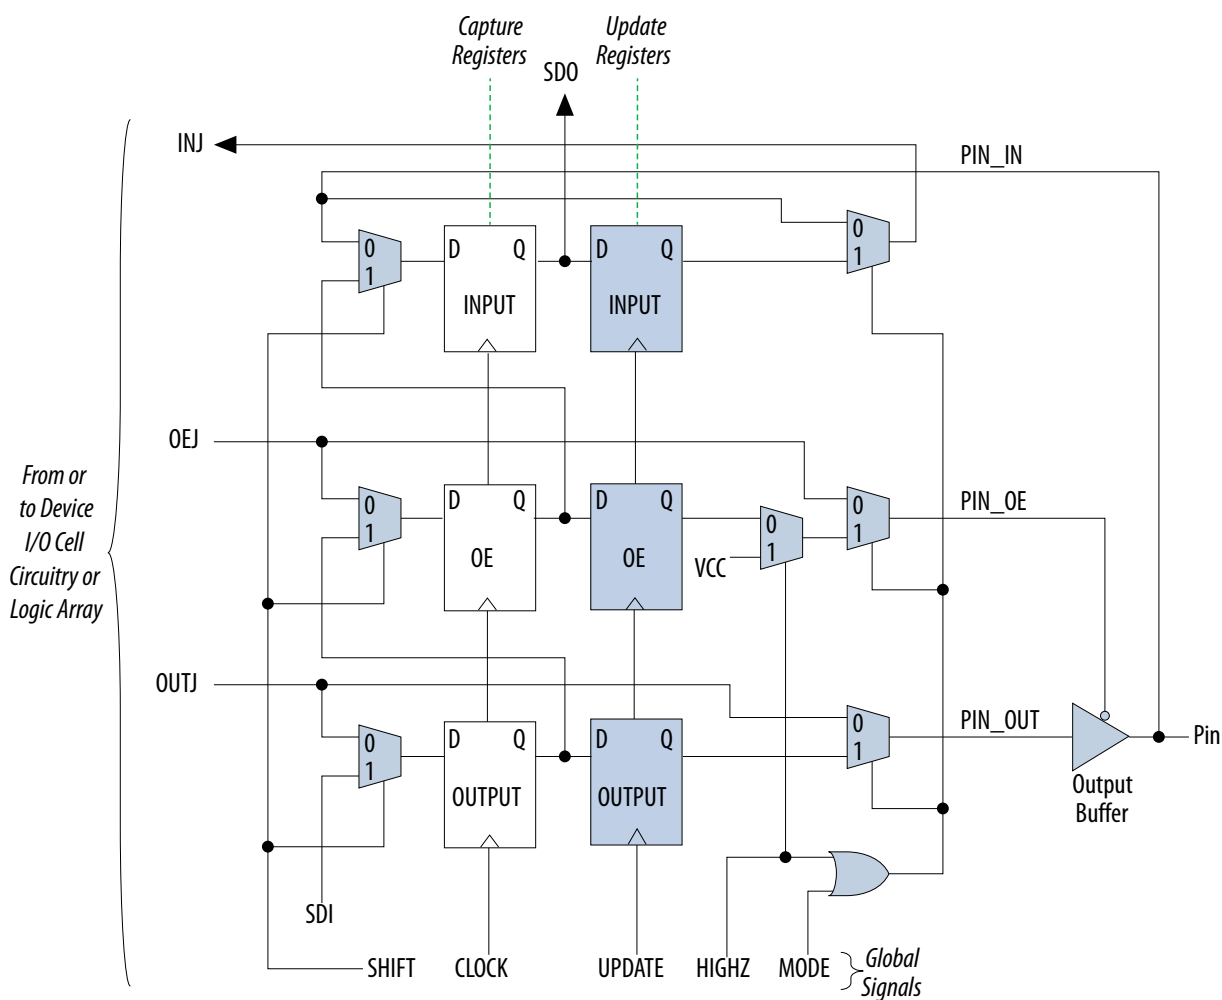 Capture
Registers
Update
Registers
SDO
INJ
PIN_IN
0
1
D Q
INPUT
D Q
INPUT
0
1
OEJ
From or
to Device
I/O Cell
Circuitry or
Logic Array
0
1
D Q
OE
D Q
OE
0
1
VCC
0
1
PIN_OE
OUTJ
0
1
D Q
OUTPUT
D Q
OUTPUT
0
1
PIN_OUT
Pin
Output
Buffer
SDI
SHIFT
CLOCK
UPDATE
HIGHZ
MODE
Global
Signals